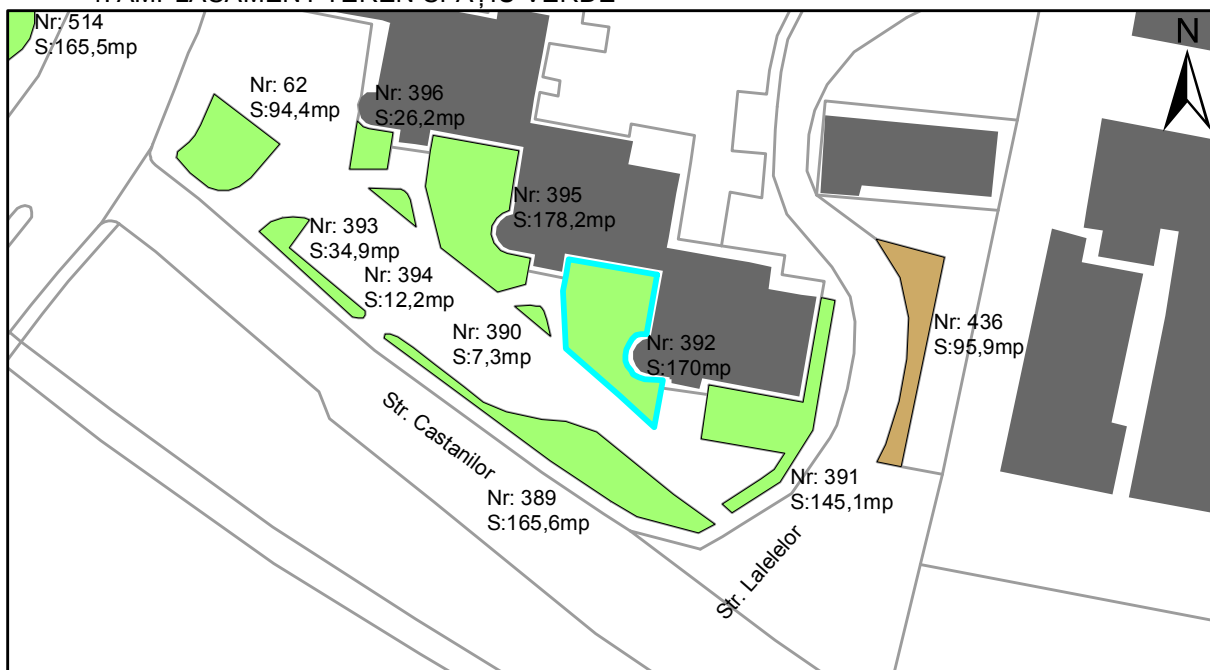 Nr: 514
S:165,5mp
N
Nr: 62
S:94,4mp
Nr: 396
S:26,2mp
Nr: 395
S:178,2mp
Nr: 393
S:34,9mp
Nr: 394
S:12,2mp
Nr: 390
S:7,3mp
Nr: 392
S:170mp
Nr: 436
S:95,9mp
Str. Castanilor
Nr: 389
S:165,6mp
Nr: 391
S:145,1mp
Str. Lalelelor